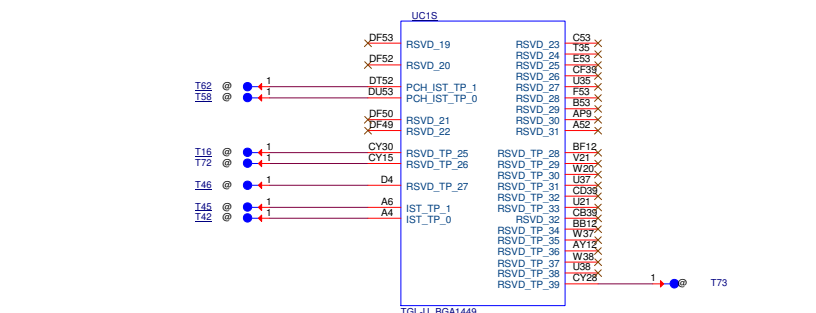 UC1S
DF53 RSVD_19 RSVD_23 C53
RSVD_24 T35
DF52 RSVD_20 RSVD_25 E53
RSVD_26 CF39
T62 @ 1 DT52 PCH_IST_TP_1 RSVD_27 U35
T58 @ 1 DU53 PCH_IST_TP_0 RSVD_28 F53
RSVD_29 B53
DF50 RSVD_21 RSVD_30 AP9
DF49 RSVD_22 RSVD_31 A52
T16 @ 1 CY30 RSVD_TP_25 RSVD_TP_28 BF12
T72 @ 1 CY15 RSVD_TP_26 RSVD_TP_29 V21
RSVD_TP_30 W20
T46 @ 1 D4 RSVD_TP_27 RSVD_TP_31 U37
RSVD_TP_32 CD39
T45 @ 1 A6 IST_TP_1 RSVD_TP_33 U21
T42 @ 1 A4 IST_TP_0 RSVD_32 CB39
RSVD_TP_34 BB12
RSVD_TP_35 W37
RSVD_TP_36 AY12
RSVD_TP_37 W38
RSVD_TP_38 U38
RSVD_TP_39 CY28 1 @ T73
TGL-U_BGA1449